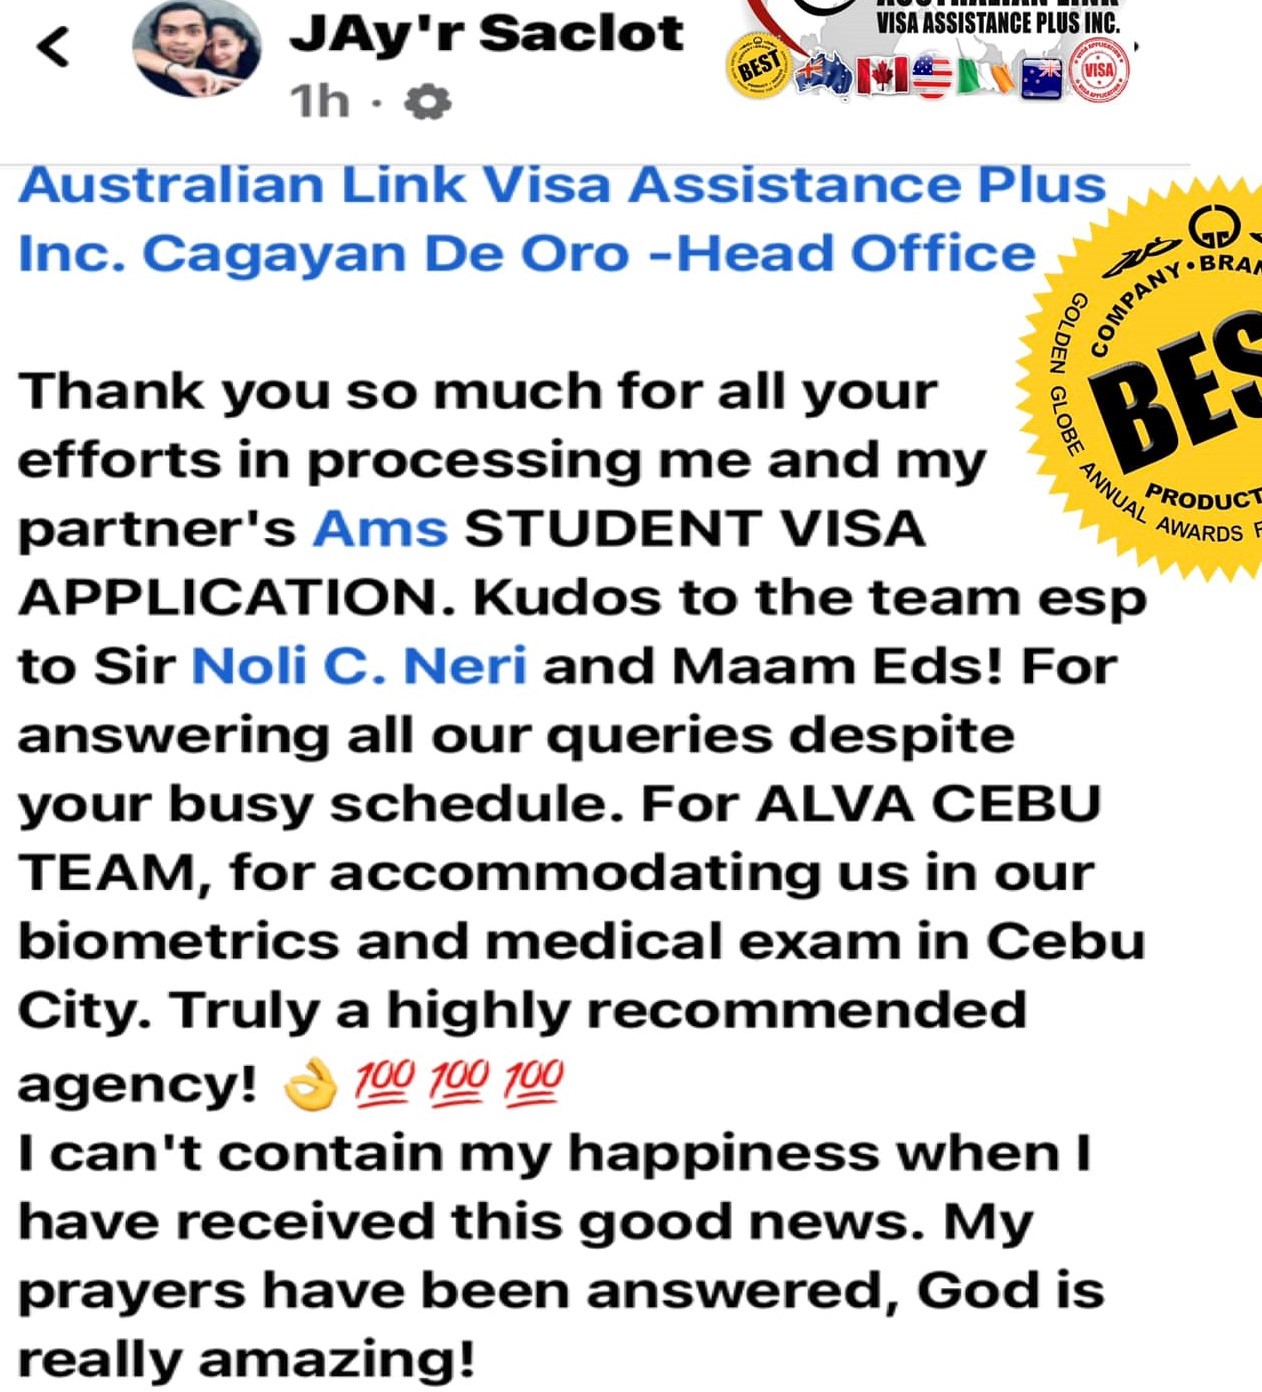 JAy'r Saclot
1h ·
VISA ASSISTANCE PLUS INC.
BEST
VISA
Australian Link Visa Assistance Plus
Inc. Cagayan De Oro -Head Office
Thank you so much for all your
efforts in processing me and my
partner's Ams STUDENT VISA
APPLICATION. Kudos to the team esp
to Sir Noli C. Neri and Maam Eds! For
answering all our queries despite
your busy schedule. For ALVA CEBU
TEAM, for accommodating us in our
biometrics and medical exam in Cebu
City. Truly a highly recommended
agency! 👌 💯 💯 💯
I can't contain my happiness when I
have received this good news. My
prayers have been answered, God is
really amazing!
COMPANY • BRAN
BES
PRODUCT
GOLDEN GLOBE ANNUAL AWARDS F